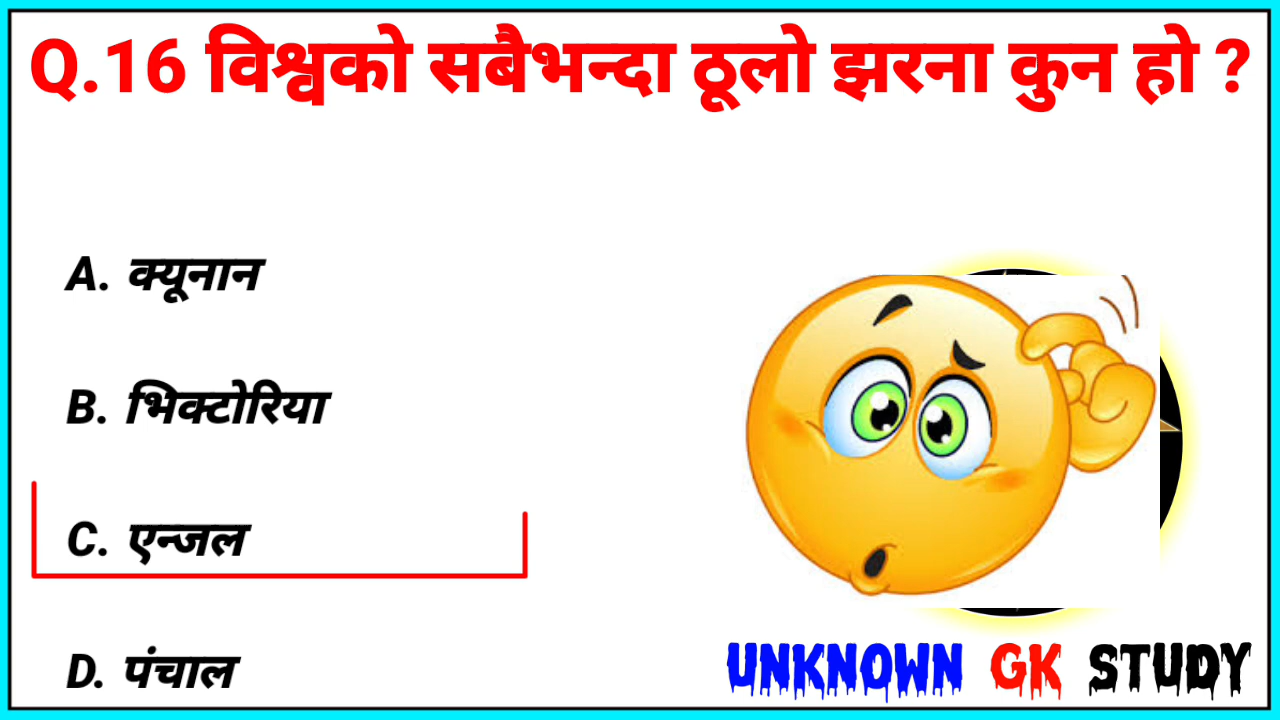 Q.16 विश्वको सबैभन्दा ठूलो झरना कुन हो ?
A. क्यूनान
B. भिक्टोरिया
C. एन्जल
D. पंचाल
UNKNOWN GK STUDY